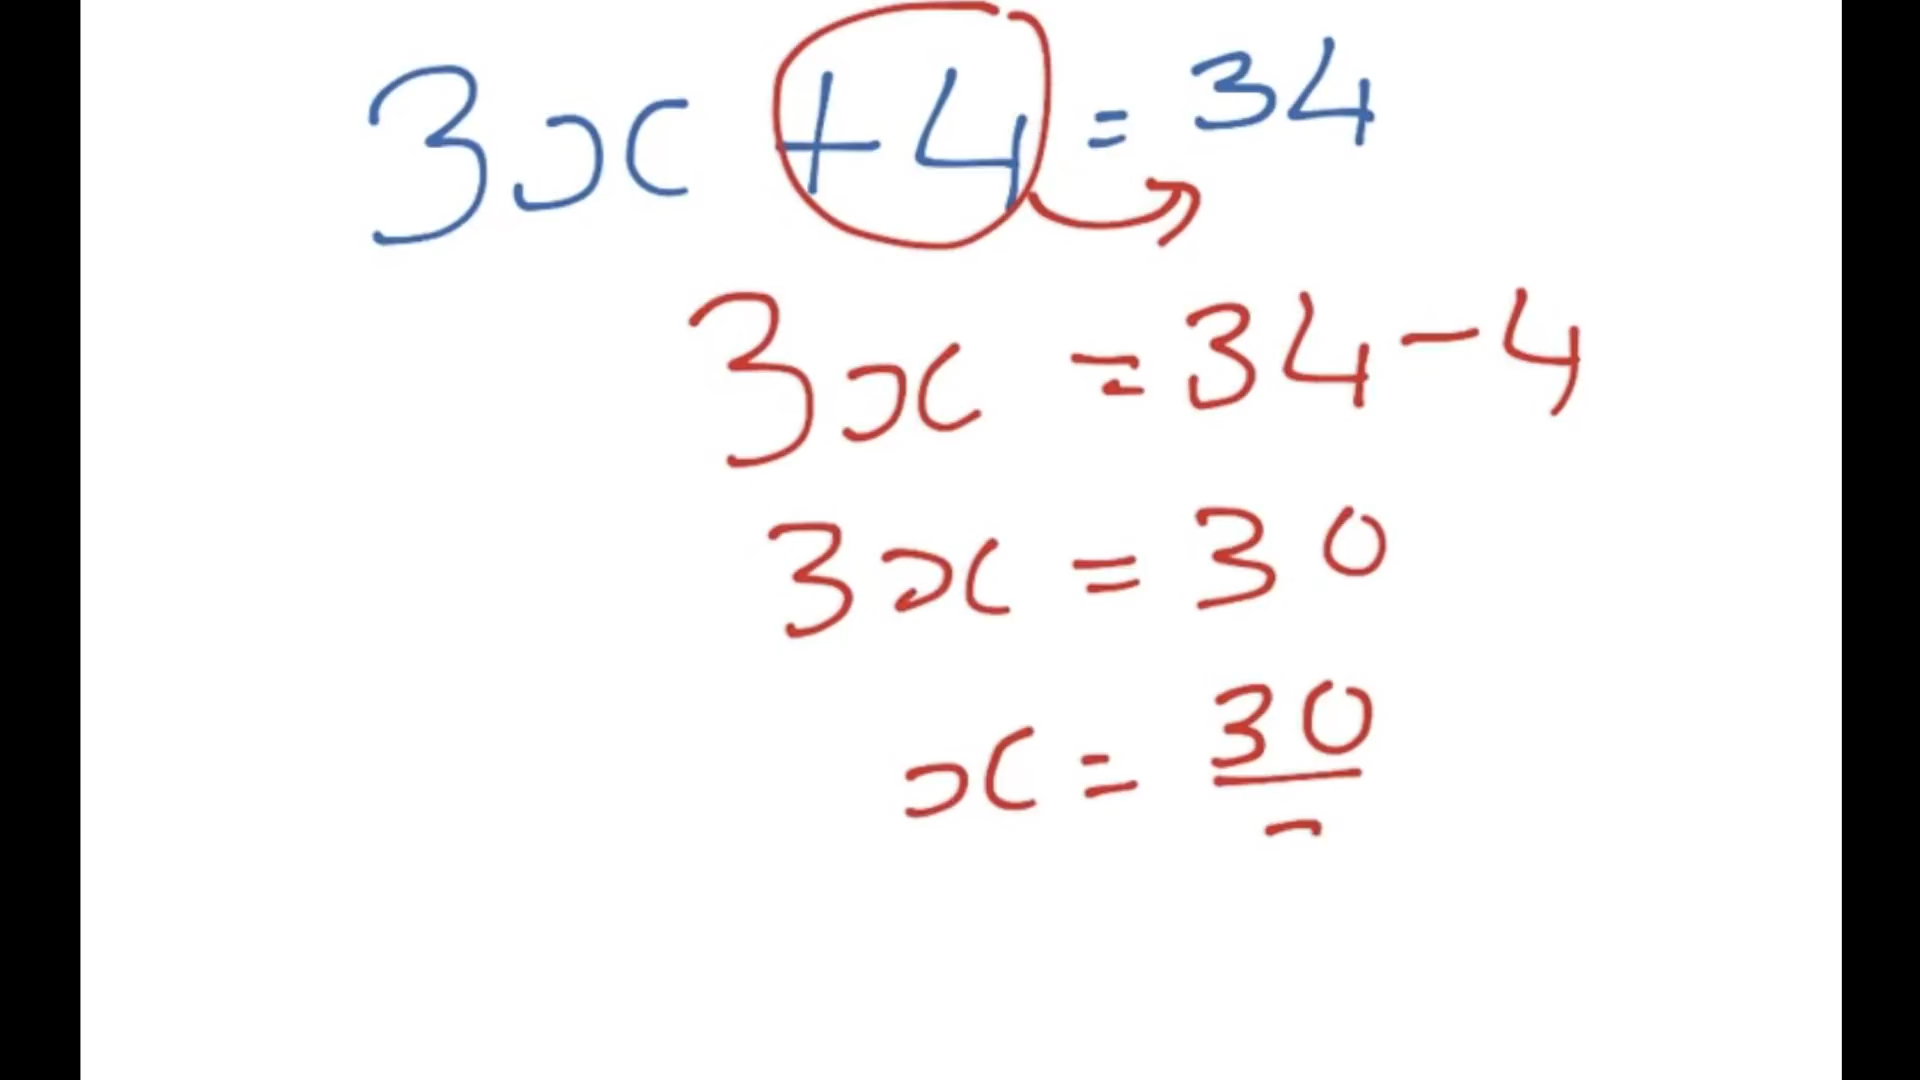 3x + 4 = 34
3x = 34 - 4
3x = 30
x = 30/